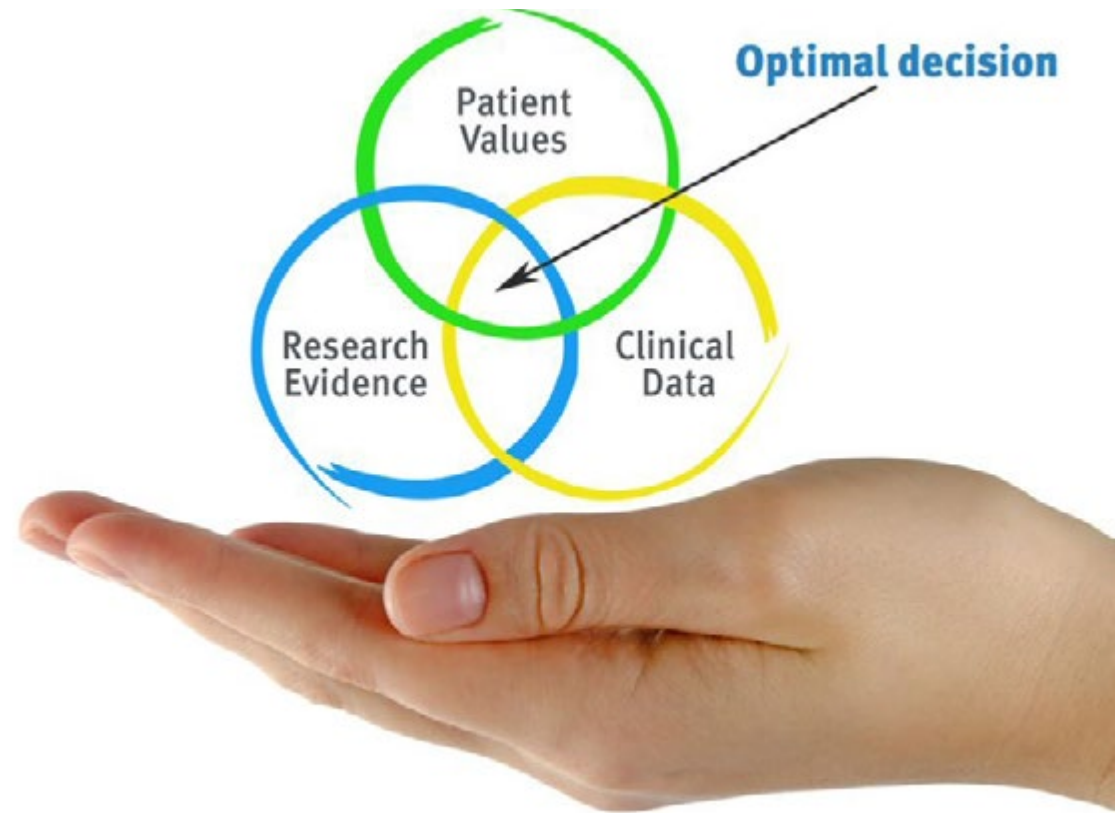 Optimal decision
Patient
Values
Research
Evidence
Clinical
Data